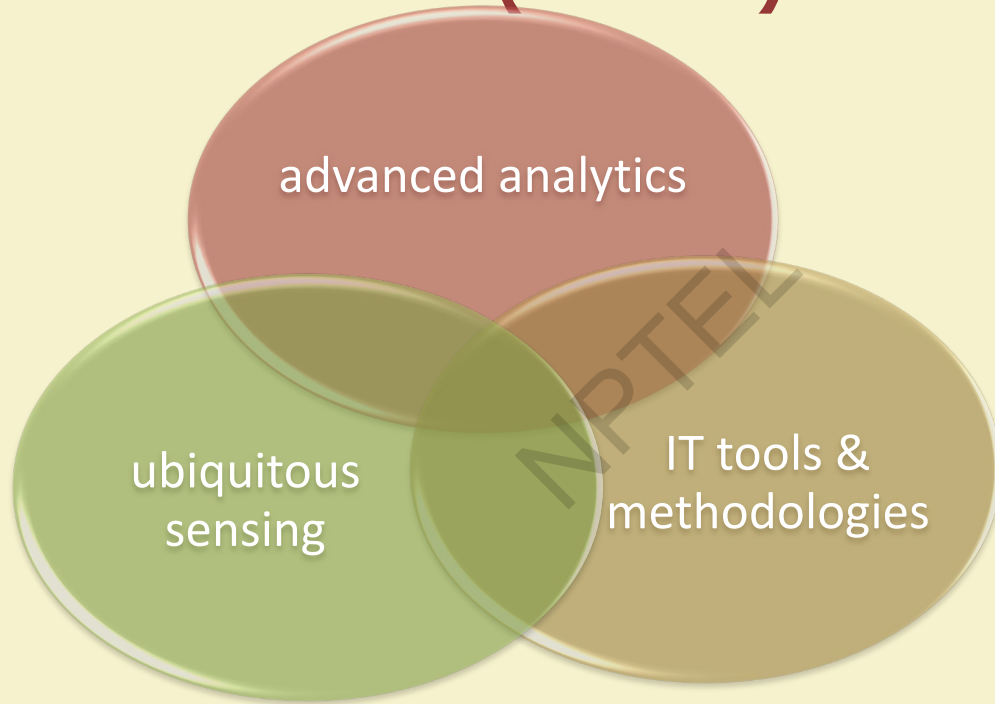 advanced analytics
ubiquitous
sensing
IT tools &
methodologies
NPTEL